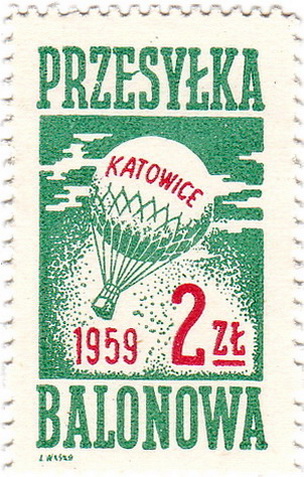 PRZESYŁKA
KATOWICE
1959 2 ZŁ
BALONOWA